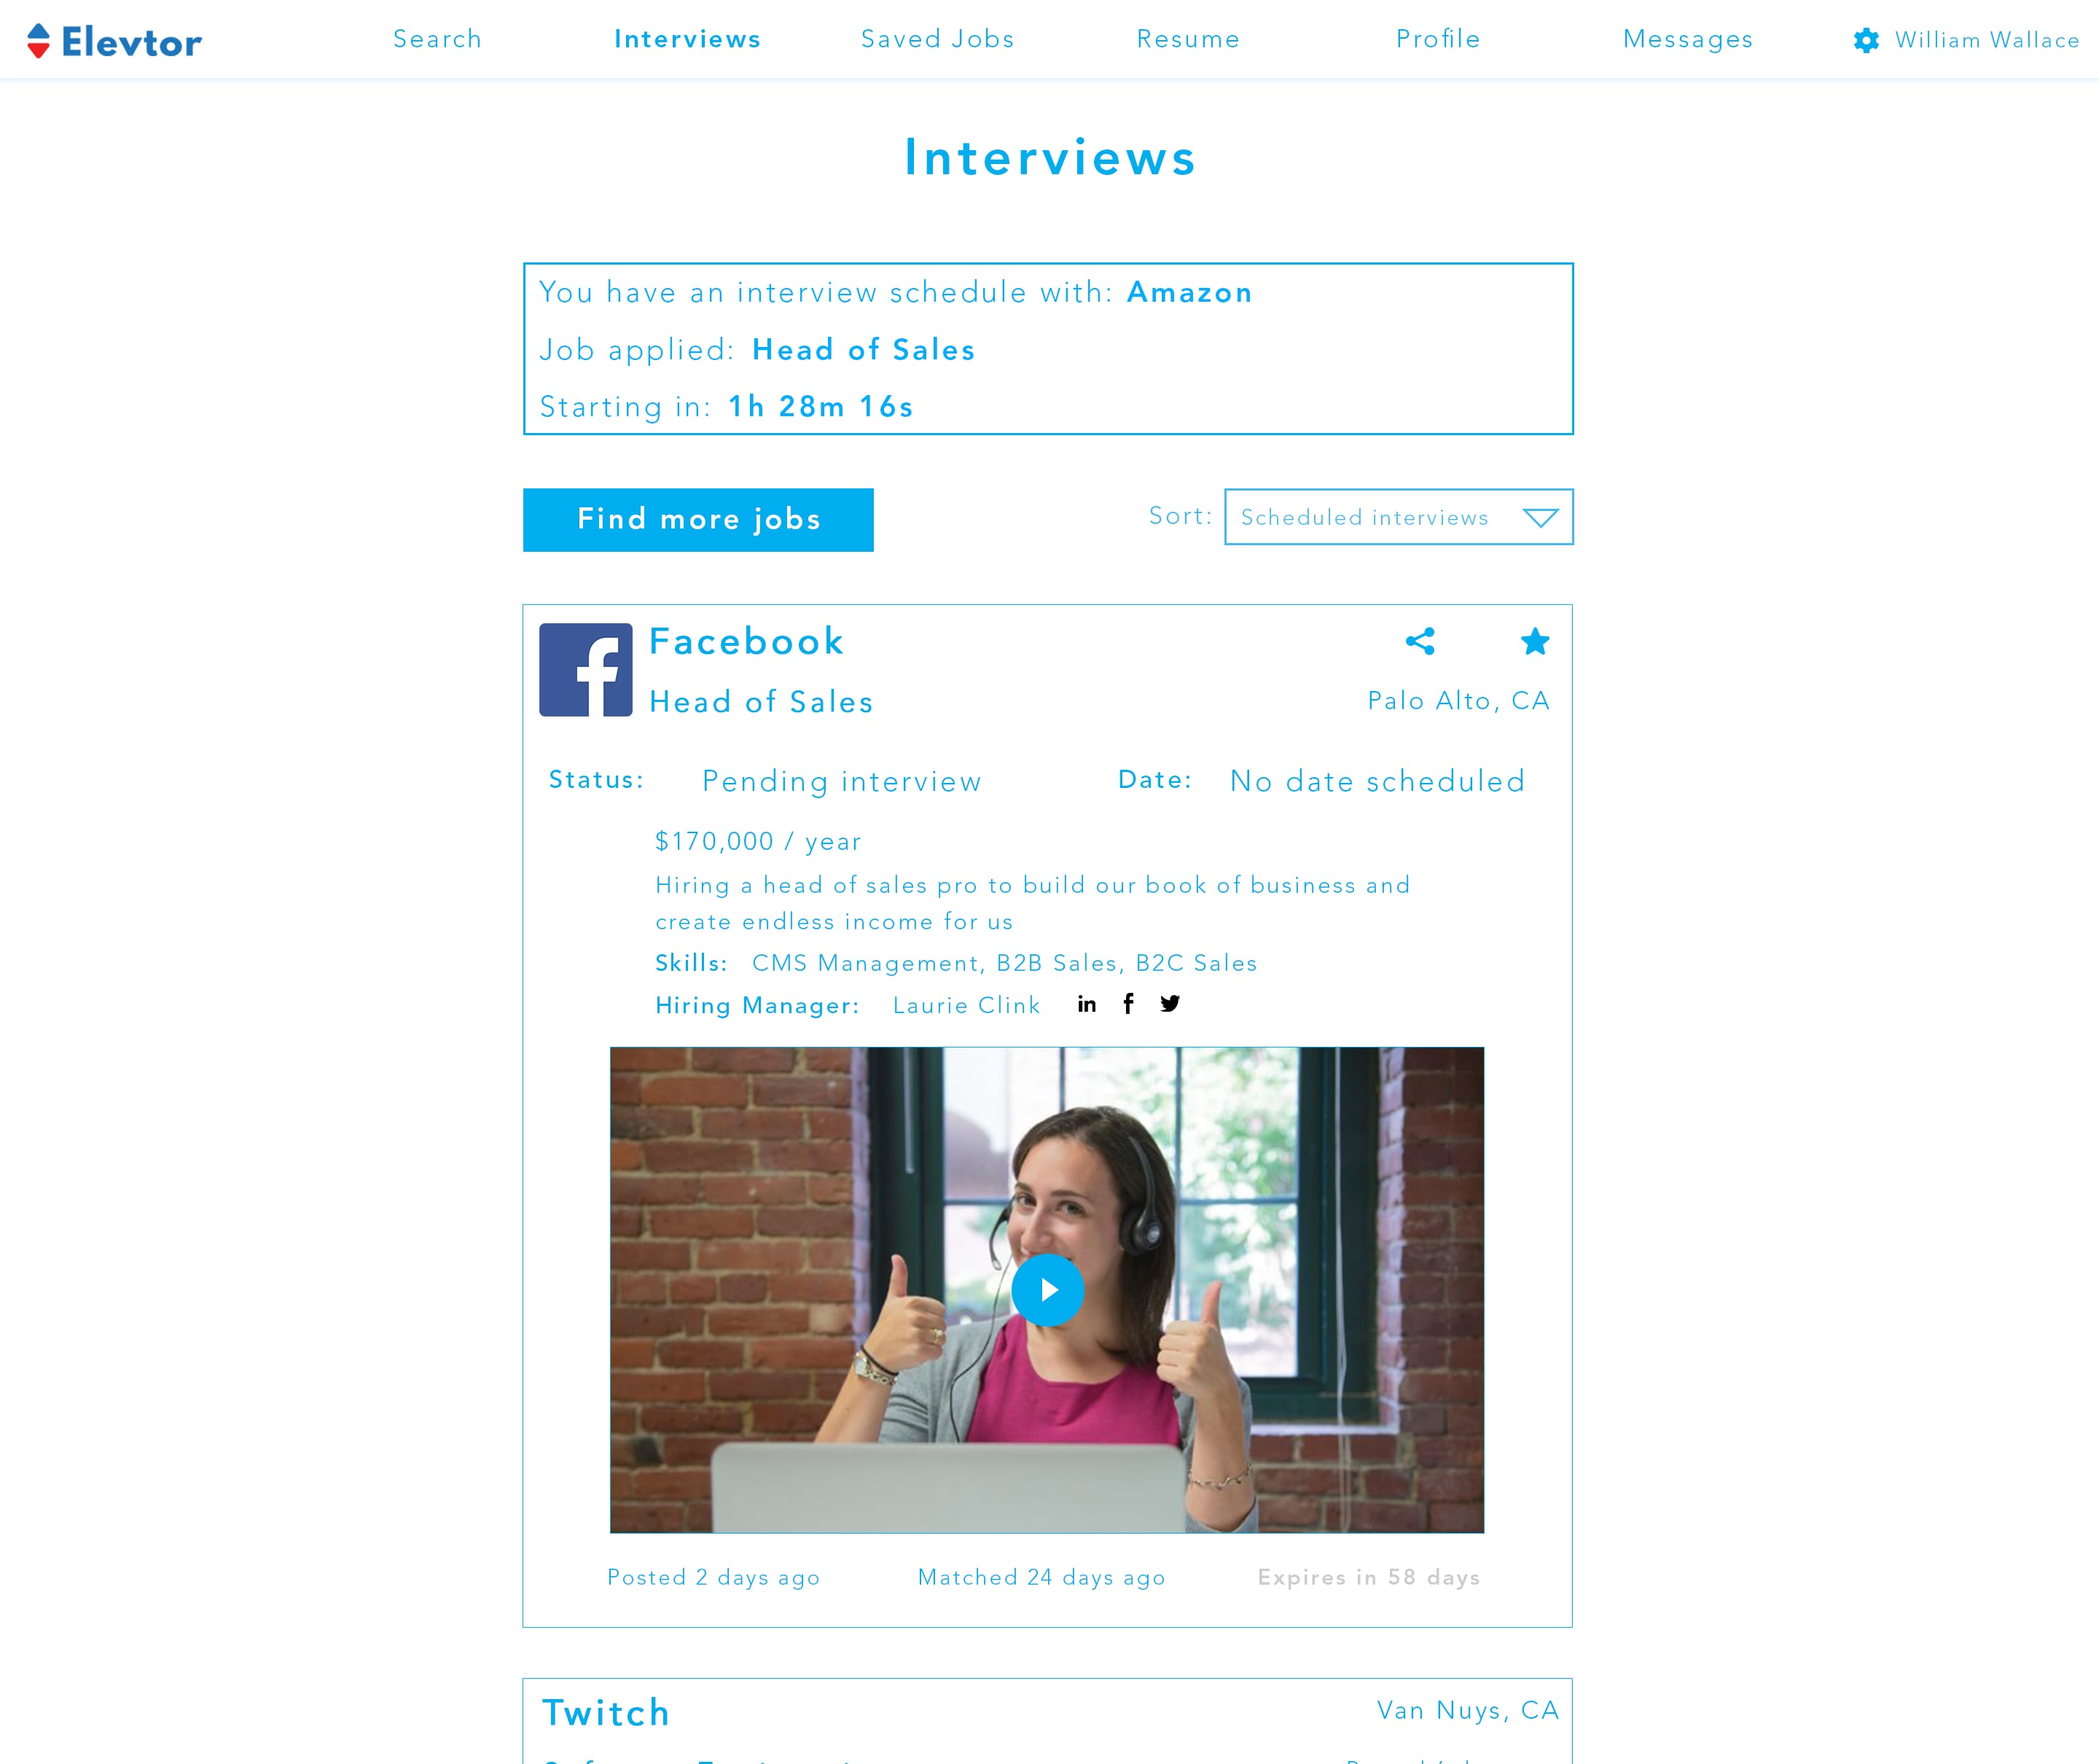 Elevtor
Search
Interviews
Saved Jobs
Resume
Profile
Messages
William Wallace
Interviews
You have an interview schedule with: Amazon
Job applied: Head of Sales
Starting in: 1h 28m 16s
Find more jobs
Sort: Scheduled interviews
Facebook
Head of Sales
Palo Alto, CA
Status: Pending interview
Date: No date scheduled
$170,000 / year
Hiring a head of sales pro to build our book of business and
create endless income for us
Skills: CMS Management, B2B Sales, B2C Sales
Hiring Manager: Laurie Clink
Posted 2 days ago
Matched 24 days ago
Expires in 58 days
Twitch
Van Nuys, CA